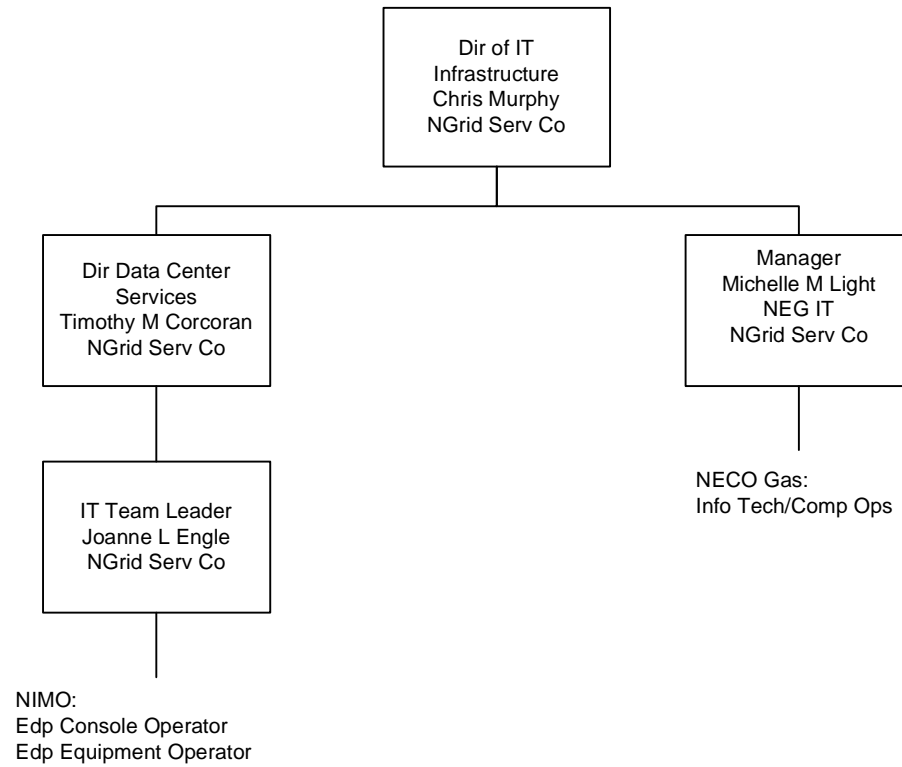 Dir of IT
Infrastructure
Chris Murphy
NGrid Serv Co
Dir Data Center
Services
Timothy M Corcoran
NGrid Serv Co
Manager
Michelle M Light
NEG IT
NGrid Serv Co
IT Team Leader
Joanne L Engle
NGrid Serv Co
NECO Gas:
Info Tech/Comp Ops
NIMO:
Edp Console Operator
Edp Equipment Operator